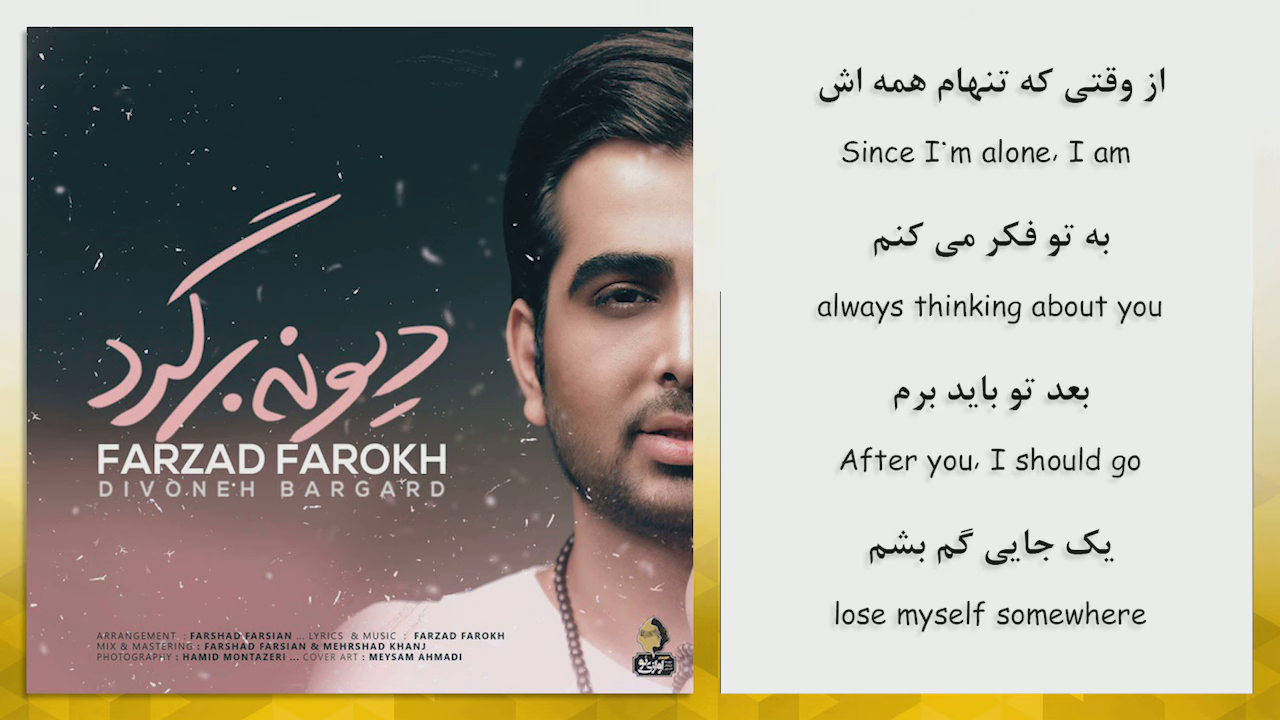 دیونه برگرد
FARZAD FAROKH
DIVONEH BARGARD
ARRANGEMENT : FARSHAD FARSIAN ... LYRICS & MUSIC : FARZAD FAROKH
MIX & MASTERING : FARSHAD FARSIAN & MEHRSHAD KHANJ
PHOTOGRAPHY : HAMID MONTAZERI ... COVER ART : MEYSAM AHMADI
از وقتی که تنهام همه اش
Since I'm alone, I am
به تو فکر می کنم
always thinking about you
بعد تو باید برم
After you, I should go
یک جایی گم بشم
lose myself somewhere